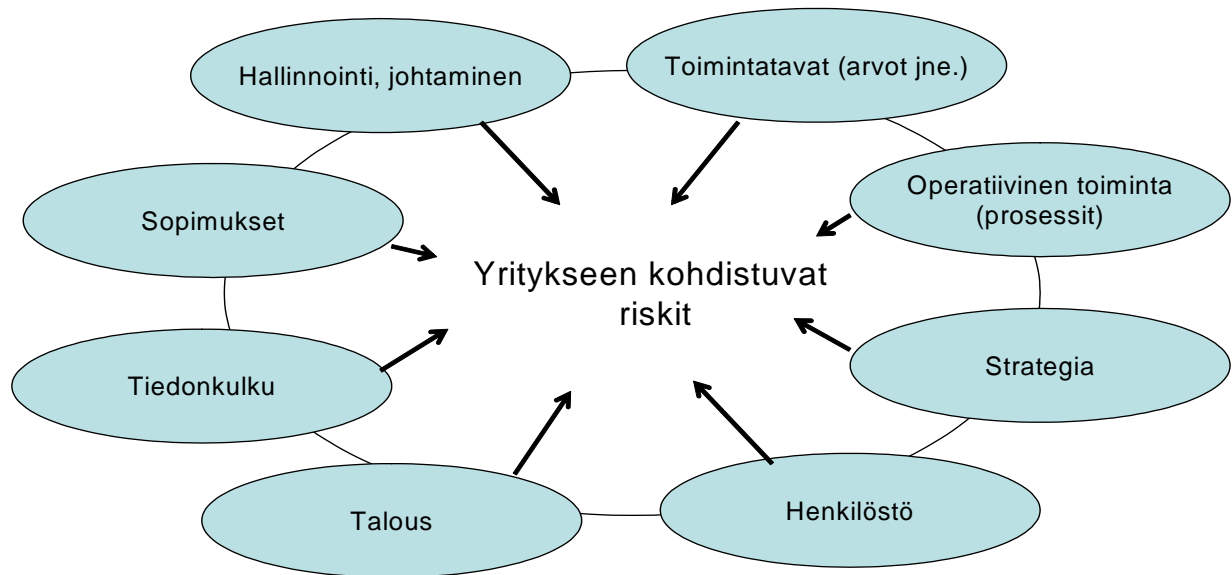 Hallinnointi, johtaminen
Toimintatavat (arvot jne.)
Operatiivinen toiminta
(prosessit)
Sopimukset
Yritykseen kohdistuvat
riskit
Strategia
Tiedonkulku
Henkilöstö
Talous